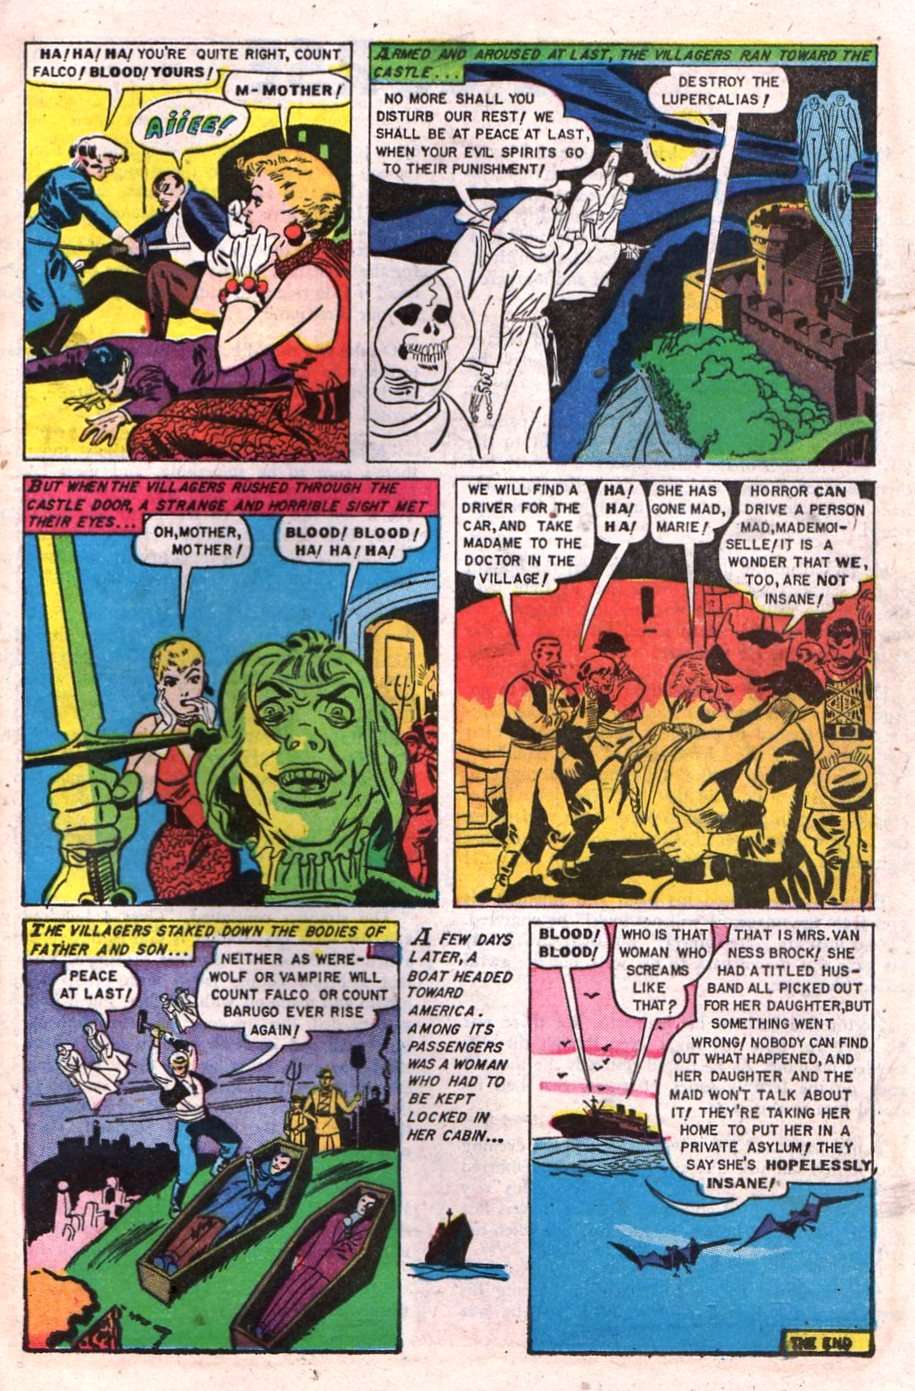 HA! HA! HA! YOU'RE QUITE RIGHT, COUNT
FALCO! BLOOD! YOURS!
AIIEE!
M-MOTHER!
ARMED AND AROUSED AT LAST, THE VILLAGERS RAN TOWARD THE
CASTLE...
NO MORE SHALL YOU
DISTURB OUR REST! WE
SHALL BE AT PEACE AT LAST,
WHEN YOUR EVIL SPIRITS GO
TO THEIR PUNISHMENT!
DESTROY THE
LUPERCALIAS!
BUT WHEN THE VILLAGERS RUSHED THROUGH THE
CASTLE DOOR, A STRANGE AND HORRIBLE SIGHT MET
THEIR EYES...
OH, MOTHER,
MOTHER!
BLOOD! BLOOD!
HA! HA! HA!
WE WILL FIND A
DRIVER FOR THE
CAR, AND TAKE
MADAME TO THE
DOCTOR IN THE
VILLAGE!
HA!
HA!
HA!
SHE HAS
GONE MAD,
MARIE!
HORROR CAN
DRIVE A PERSON
MAD, MADEMOI-
SELLE! IT IS A
WONDER THAT WE,
TOO, ARE NOT
INSANE!
THE VILLAGERS STAKED DOWN THE BODIES OF
FATHER AND SON...
PEACE
AT LAST!
NEITHER AS WERE-
WOLF OR VAMPIRE WILL
COUNT FALCO OR COUNT
BARUGO EVER RISE
AGAIN!
A FEW DAYS
LATER, A
BOAT HEADED
TOWARD
AMERICA.
AMONG ITS
PASSENGERS
WAS A WOMAN
WHO HAD TO
BE KEPT
LOCKED IN
HER CABIN...
BLOOD!
BLOOD!
WHO IS THAT
WOMAN WHO
SCREAMS
LIKE
THAT?
THAT IS MRS. VAN
NESS BROCK! SHE
HAD A TITLED HUS-
BAND ALL PICKED OUT
FOR HER DAUGHTER, BUT
SOMETHING WENT
WRONG! NOBODY CAN FIND
OUT WHAT HAPPENED, AND
HER DAUGHTER AND THE
MAID WON'T TALK ABOUT
IT! THEY'RE TAKING HER
HOME TO PUT HER IN A
PRIVATE ASYLUM! THEY
SAY SHE'S HOPELESSLY
INSANE!
THE END